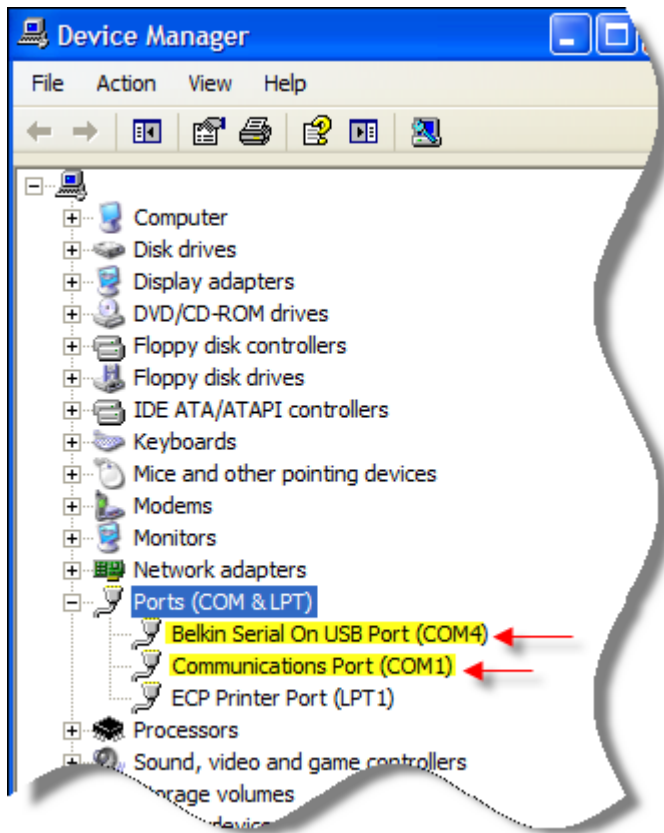 Device Manager
File Action View Help
Computer
Disk drives
Display adapters
DVD/CD-ROM drives
Floppy disk controllers
Floppy disk drives
IDE ATA/ATAPI controllers
Keyboards
Mice and other pointing devices
Modems
Monitors
Network adapters
Ports (COM & LPT)
Belkin Serial On USB Port (COM4)
Communications Port (COM1)
ECP Printer Port (LPT1)
Processors
Sound, video and game controllers
volumes